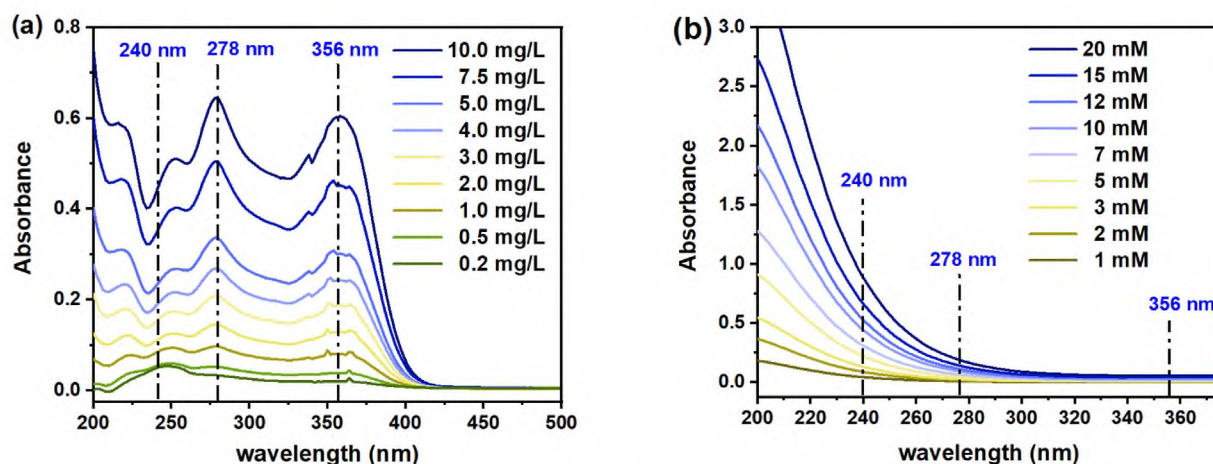 (a)
240 nm
278 nm
356 nm
10.0 mg/L
7.5 mg/L
5.0 mg/L
4.0 mg/L
3.0 mg/L
2.0 mg/L
1.0 mg/L
0.5 mg/L
0.2 mg/L
0.8
0.6
0.4
0.2
0.0
Absorbance
200 250 300 350 400 450 500
wavelength (nm)
(b)
20 mM
15 mM
12 mM
10 mM
7 mM
5 mM
3 mM
2 mM
1 mM
240 nm
278 nm
356 nm
3.0
2.5
2.0
1.5
1.0
0.5
0.0
Absorbance
200 220 240 260 280 300 320 340 360
wavelength (nm)